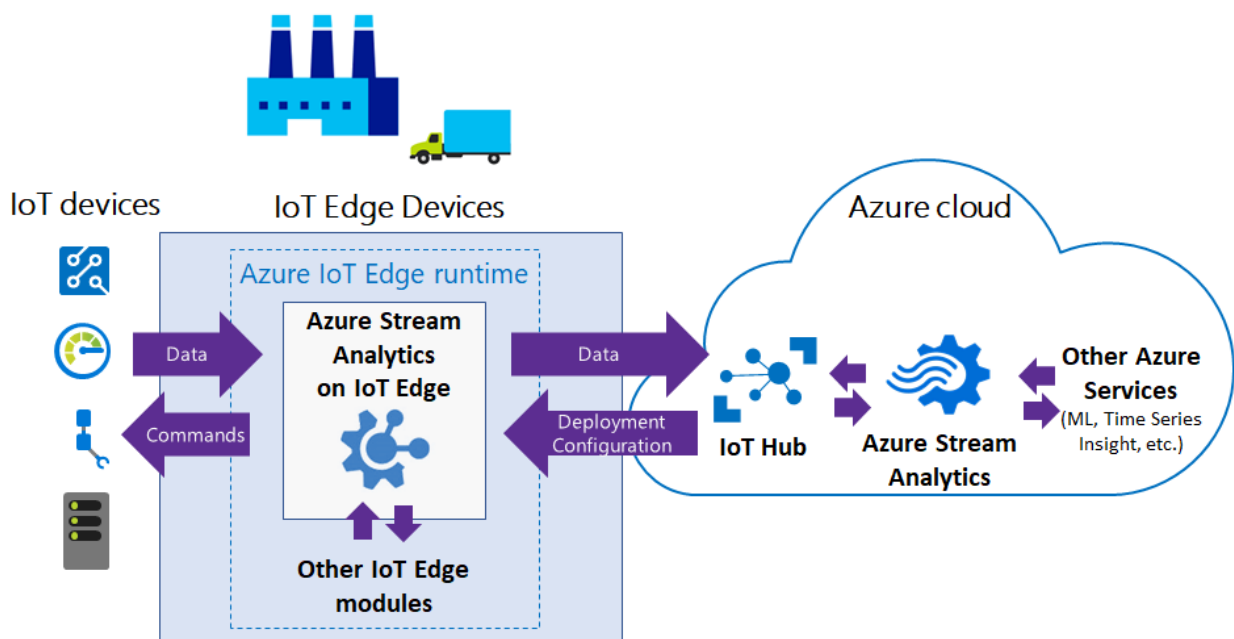 IoT devices
IoT Edge Devices
Azure cloud
Azure IoT Edge runtime
Azure Stream
Analytics
on IoT Edge
Data
Commands
Other IoT Edge
modules
Data
Deployment
Configuration
IoT Hub
Azure Stream
Analytics
Other Azure
Services
(ML, Time Series
Insight, etc.)